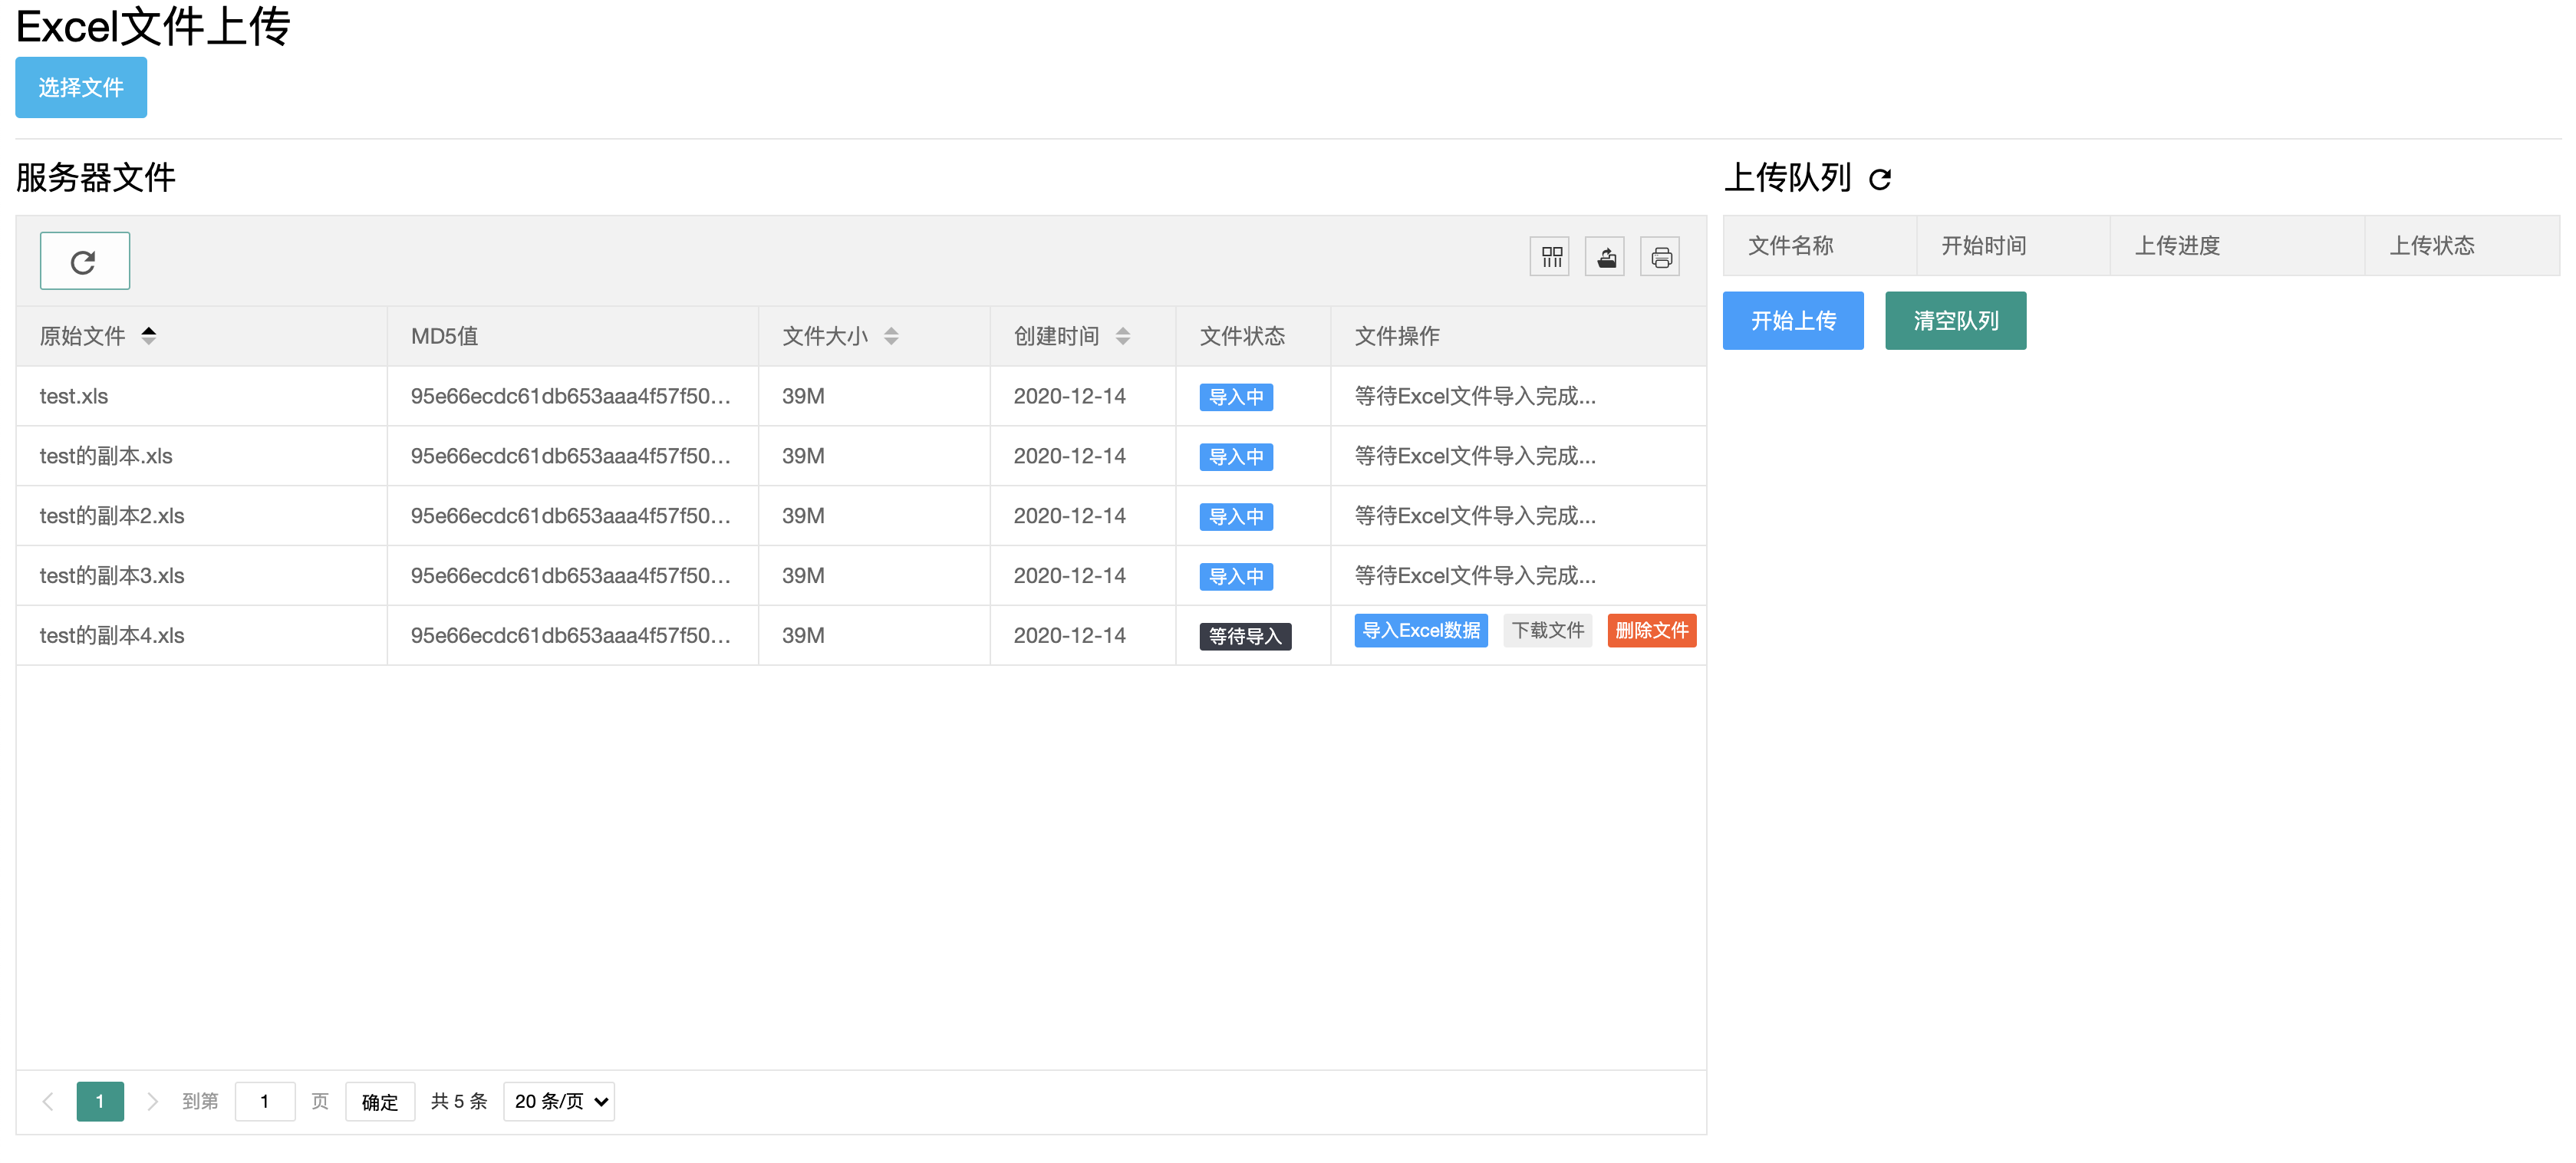 Excel文件上传
选择文件
服务器文件
原始文件 MD5值 文件大小 创建时间 文件状态 文件操作
test.xls 95e66ecdc61db653aaa4f57f50... 39M 2020-12-14 导入中 等待Excel文件导入完成...
test的副本.xls 95e66ecdc61db653aaa4f57f50... 39M 2020-12-14 导入中 等待Excel文件导入完成...
test的副本2.xls 95e66ecdc61db653aaa4f57f50... 39M 2020-12-14 导入中 等待Excel文件导入完成...
test的副本3.xls 95e66ecdc61db653aaa4f57f50... 39M 2020-12-14 导入中 等待Excel文件导入完成...
test的副本4.xls 95e66ecdc61db653aaa4f57f50... 39M 2020-12-14 等待导入 导入Excel数据 下载文件 删除文件
1 到第 1 页 确定 共 5 条 20 条/页
上传队列
文件名称 开始时间 上传进度 上传状态
开始上传 清空队列